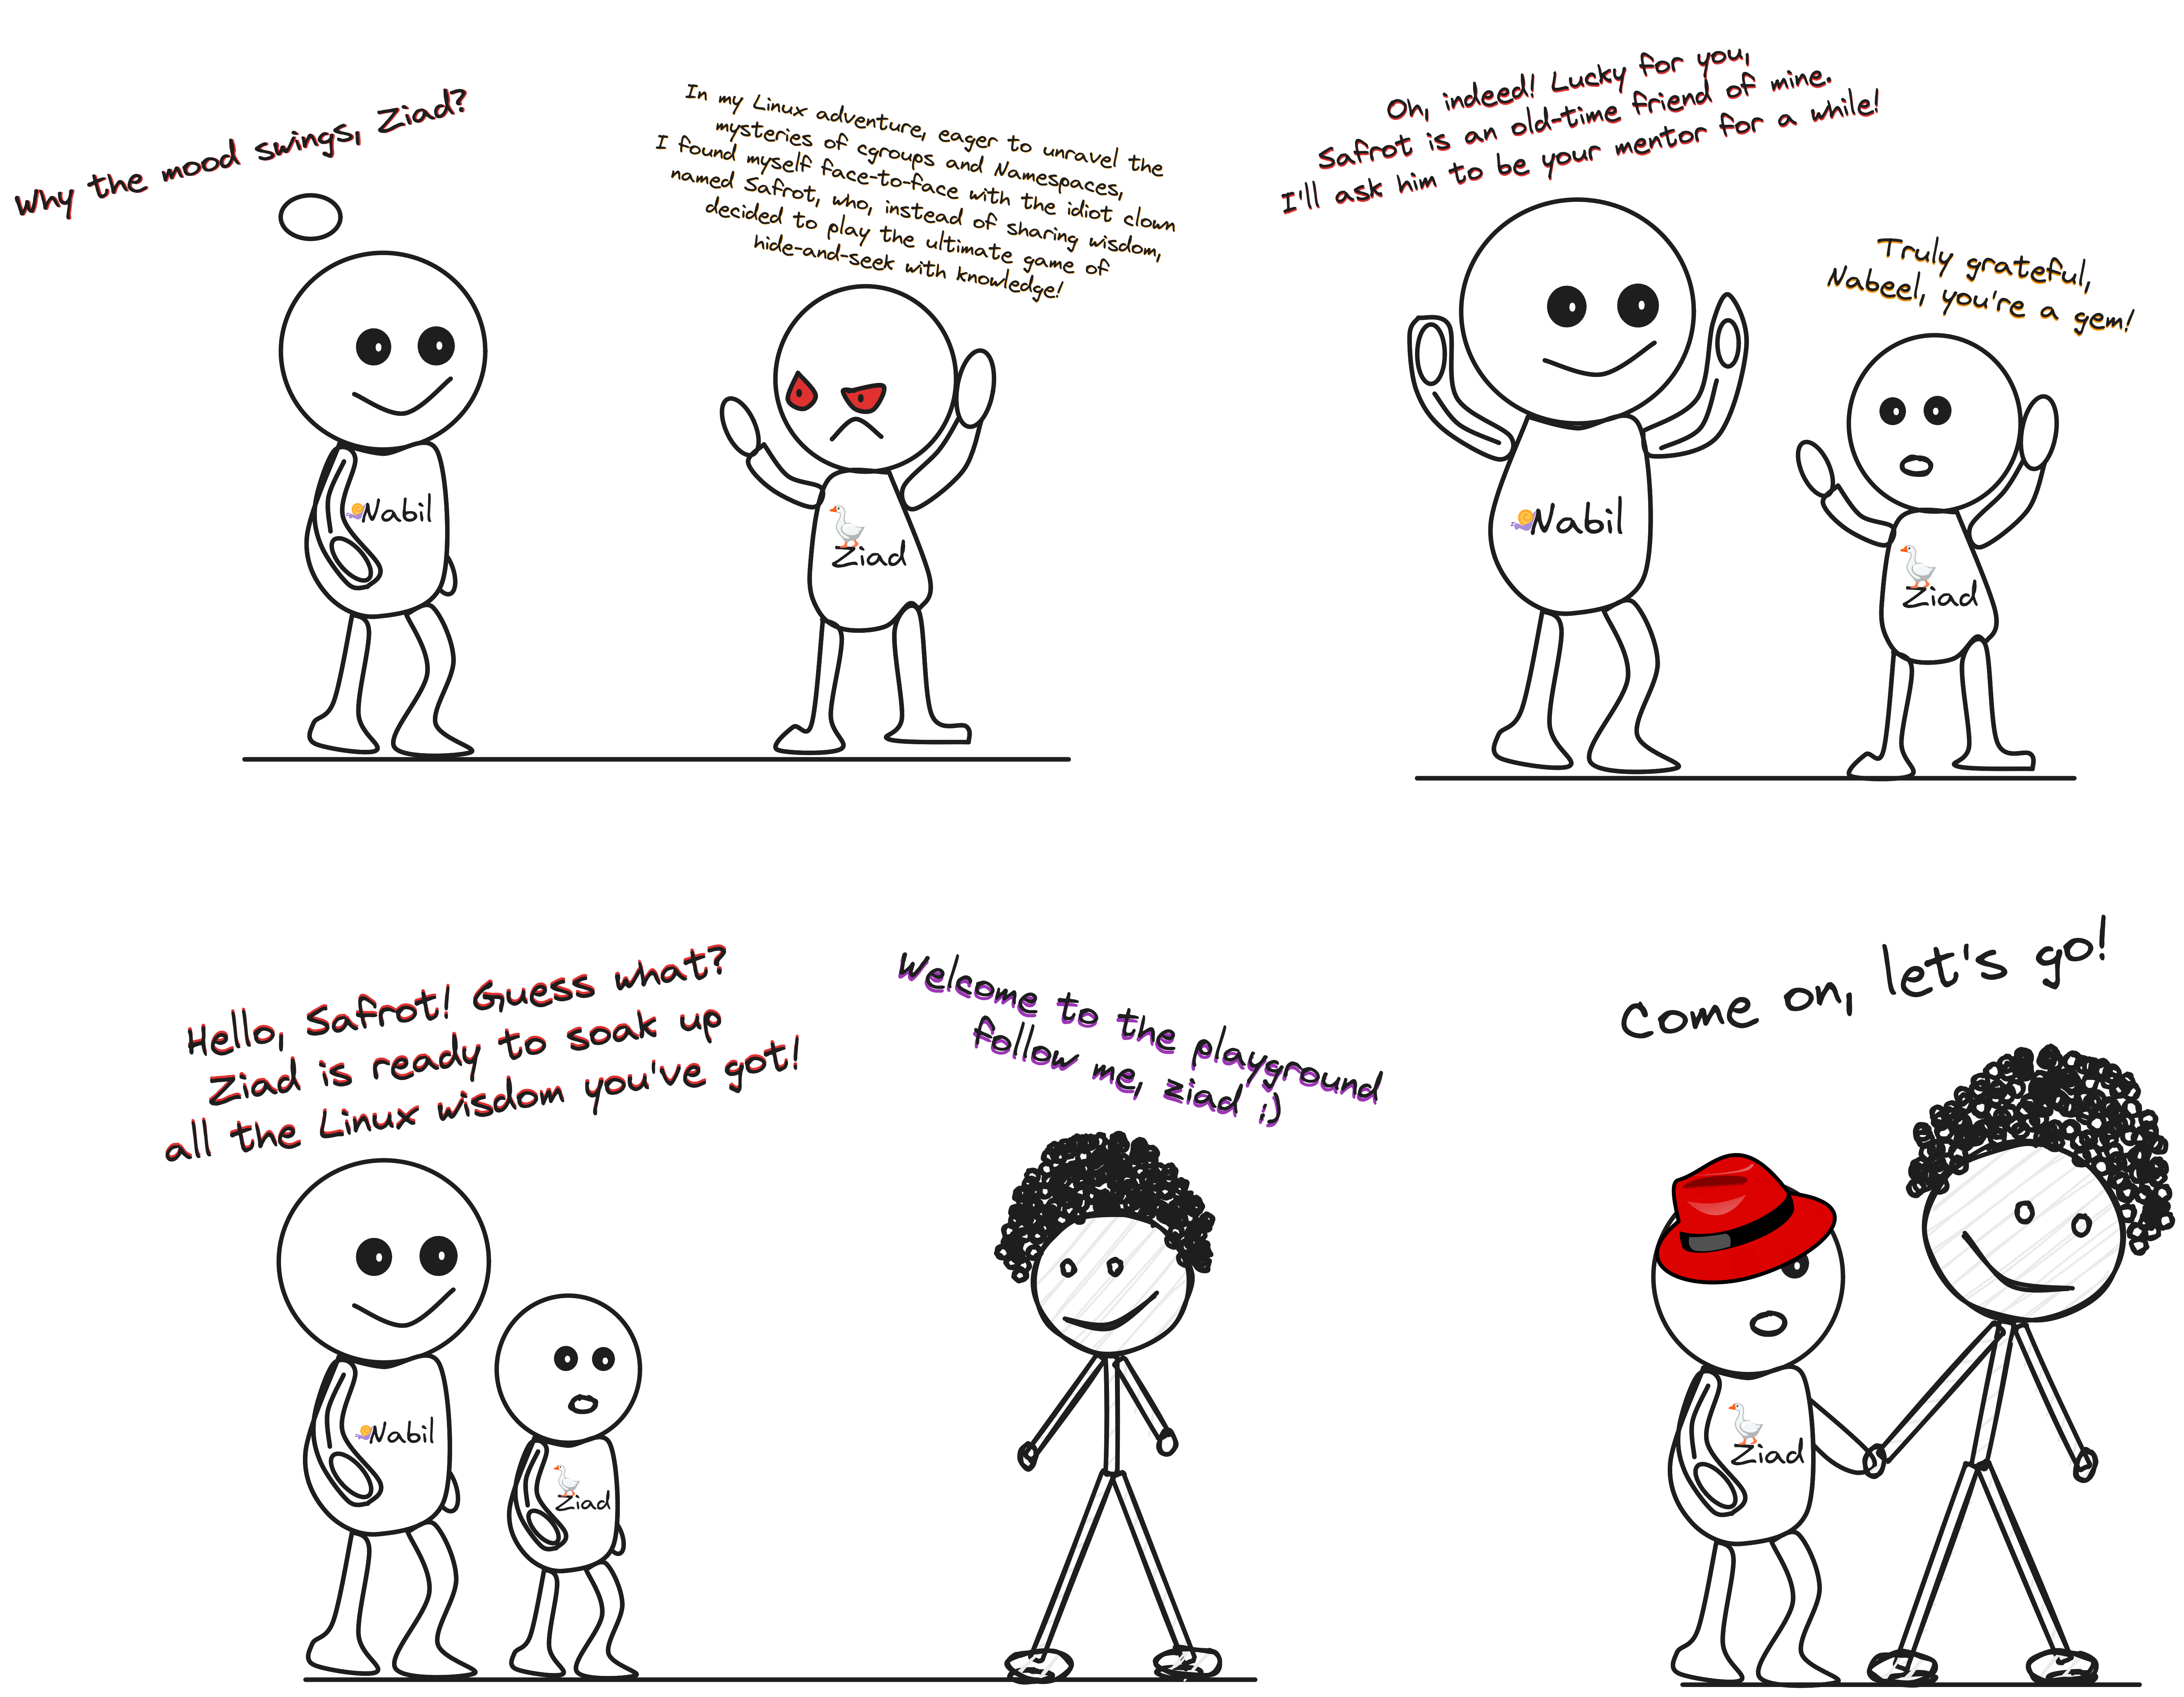 Why the mood swings, Ziad?
In my Linux adventure, eager to unravel the
mysteries of cgroups and Namespaces,
I found myself face-to-face with the idiot clown
named Safrot, who, instead of sharing wisdom,
decided to play the ultimate game of
hide-and-seek with knowledge!
Nabil
Ziad
Oh, indeed! Lucky for you,
Safrot is an old-time friend of mine.
I'll ask him to be your mentor for a while!
Truly grateful,
Nabeel, you're a gem!
Nabil
Ziad
Hello, Safrot! Guess what?
Ziad is ready to soak up
all the Linux wisdom you've got!
Welcome to the playground
follow me, ziad :)
Nabil
Ziad
Come on, let's go!
Ziad